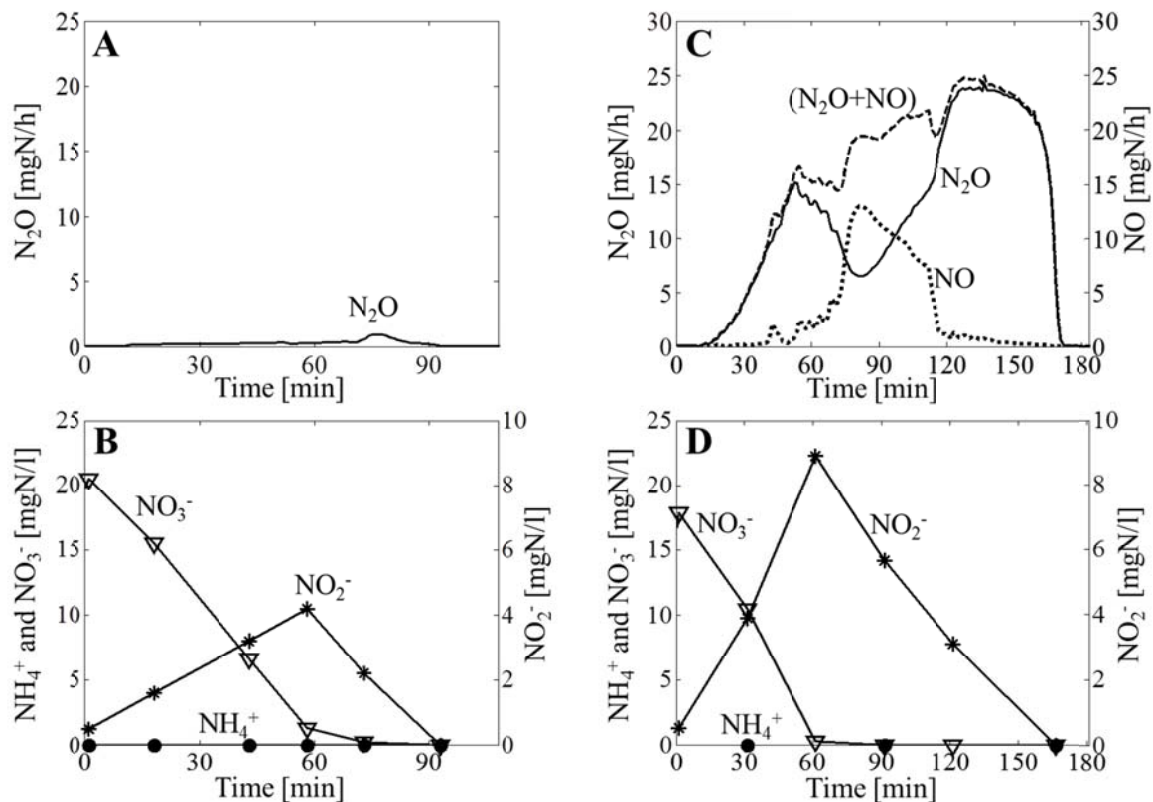 A
N₂O [mgN/h]
25
20
15
10
5
0
N₂O
0 30 60 90
Time [min]
C
N₂O [mgN/h]
25
20
15
10
5
0
(N₂O+NO)
N₂O
NO
30
25
20
15
10
5
0
NO [mgN/h]
0 30 60 90 120 150 180
Time [min]
B
NH₄⁺ and NO₃⁻ [mgN/l]
25
20
15
10
5
0
NO₃⁻
NO₂⁻
NH₄⁺
10
8
6
4
2
0
NO₂⁻ [mgN/l]
0 30 60 90
Time [min]
D
NH₄⁺ and NO₃⁻ [mgN/l]
25
20
15
10
5
0
NO₃⁻
NO₂⁻
NH₄⁺
10
8
6
4
2
0
NO₂⁻ [mgN/l]
0 30 60 90 120 150 180
Time [min]